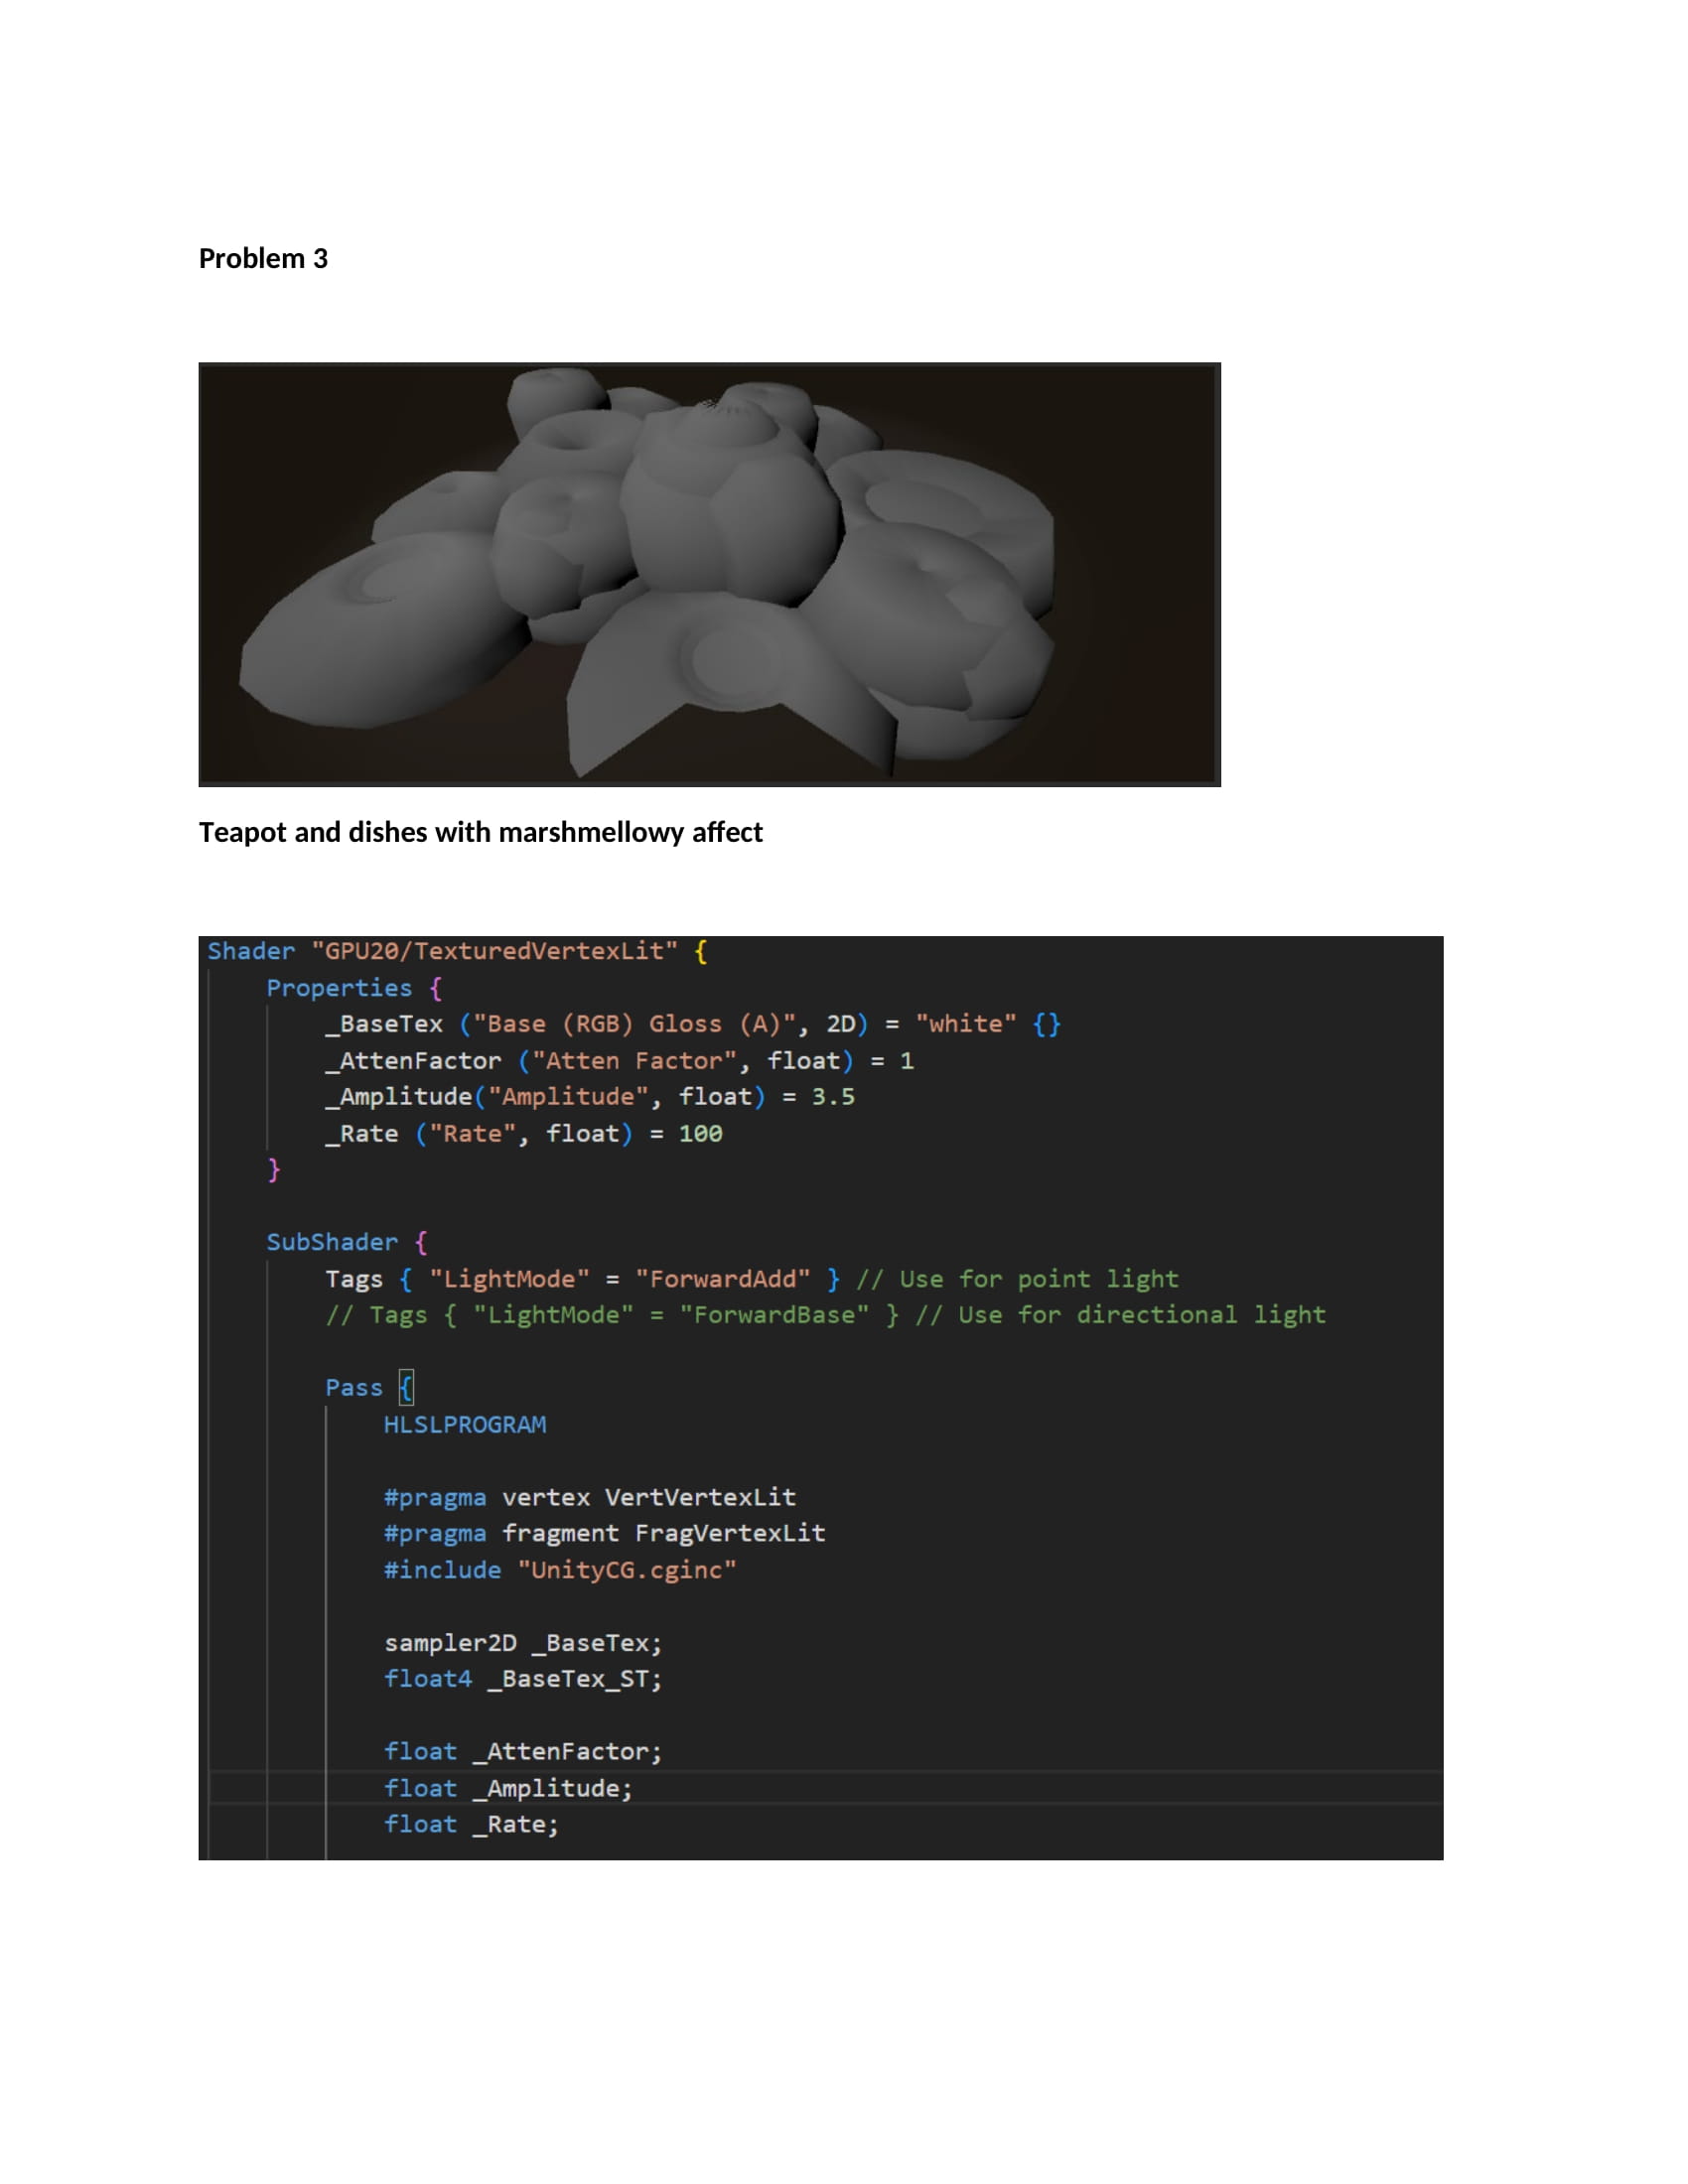 Problem 3
Teapot and dishes with marshmellowy affect
Shader "GPU20/TexturedVertexLit" {
Properties {
_BaseTex ("Base (RGB) Gloss (A)", 2D) = "white" {}
_AttenFactor ("Atten Factor", float) = 1
_Amplitude("Amplitude", float) = 3.5
_Rate ("Rate", float) = 100
}
SubShader {
Tags { "LightMode" = "ForwardAdd" } // Use for point light
// Tags { "LightMode" = "ForwardBase" } // Use for directional light
Pass {
HLSLPROGRAM
#pragma vertex VertVertexLit
#pragma fragment FragVertexLit
#include "UnityCG.cginc"
sampler2D _BaseTex;
float4 _BaseTex_ST;
float _AttenFactor;
float _Amplitude;
float _Rate;